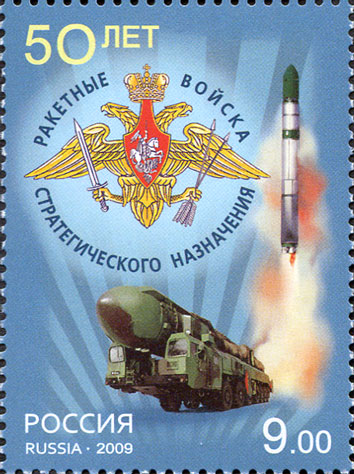 50 ЛЕТ
РАКЕТНЫЕ ВОЙСКА
СТРАТЕГИЧЕСКОГО НАЗНАЧЕНИЯ
РОССИЯ
RUSSIA · 2009
9.00